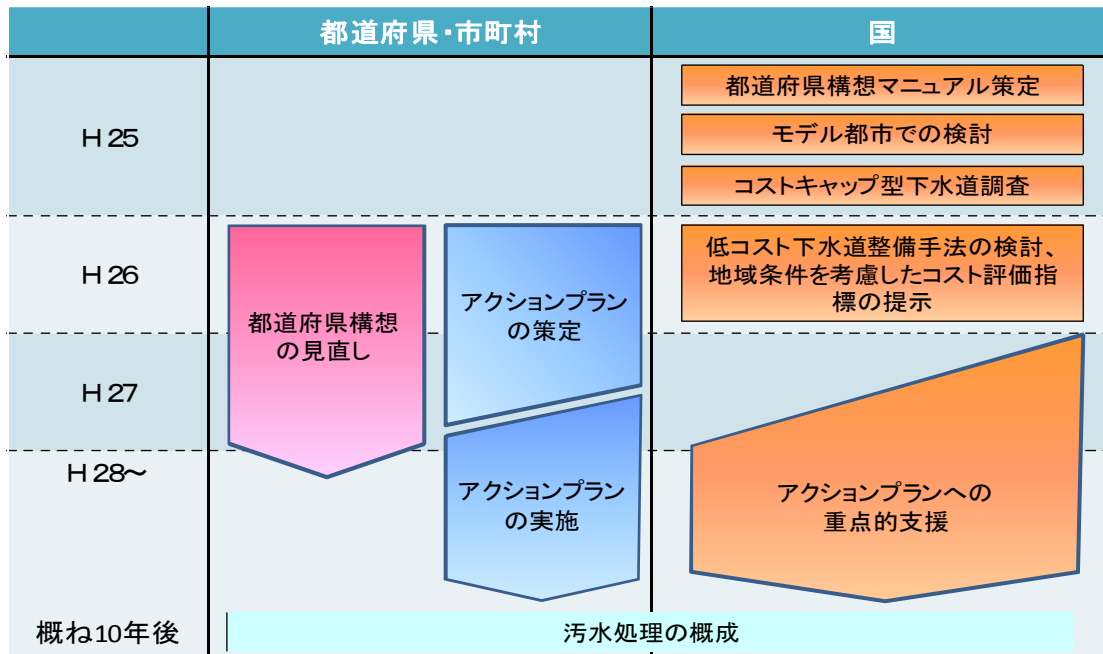 都道府県・市町村
国
H25
都道府県構想マニュアル策定
モデル都市での検討
コストキャップ型下水道調査
H26
低コスト下水道整備手法の検討、
地域条件を考慮したコスト評価指
標の提示
都道府県構想
の見直し
アクションプラン
の策定
H27
H28～
アクションプラン
の実施
アクションプランへの
重点的支援
概ね10年後
汚水処理の概成